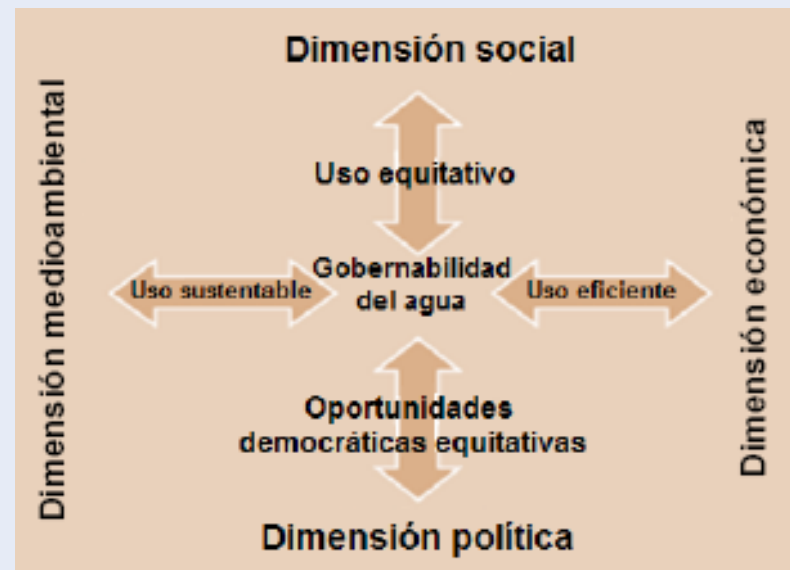 Dimensión social
Dimensión medioambiental
Uso equitativo
Uso sustentable
Gobernabilidad
del agua
Uso eficiente
Dimensión económica
Oportunidades
democráticas equitativas
Dimensión política